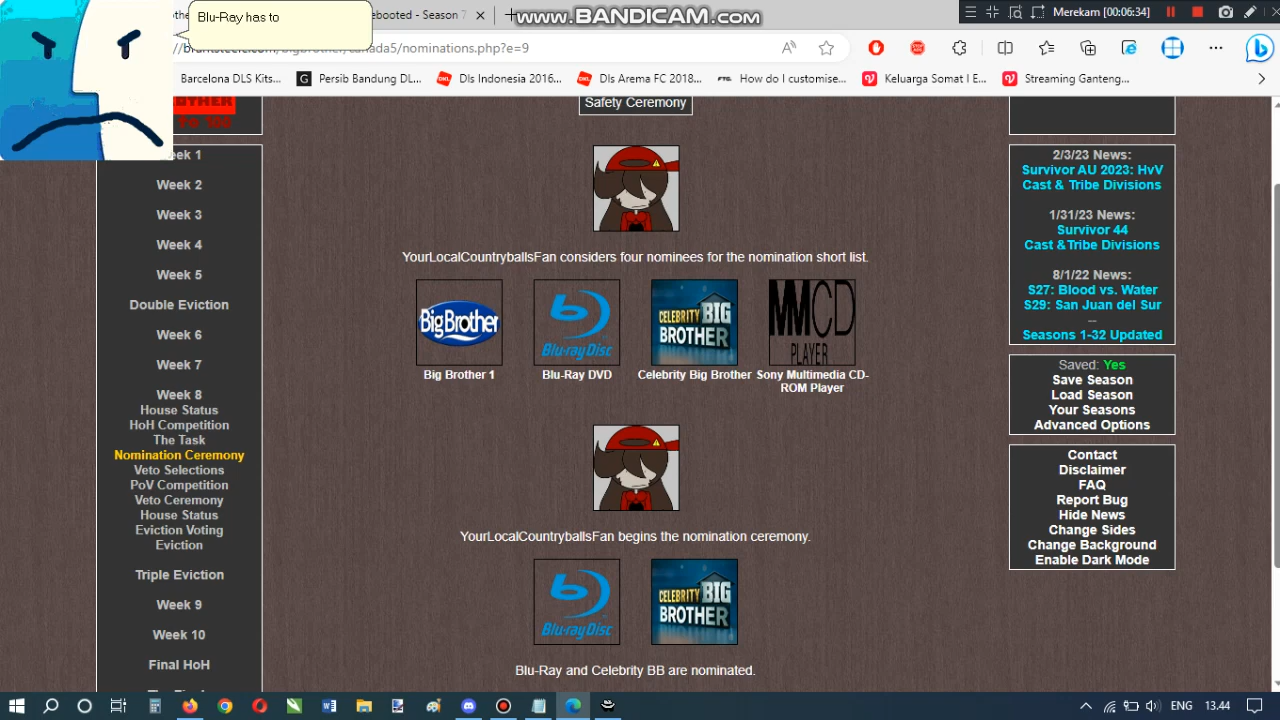 Blu-Ray has to
ebooted - Season 7
www.BANDICAM.com
Merekam [00:06:34]
canada5/nominations.php?e=9
Barcelona DLS Kits...
Persib Bandung DL...
Dls Indonesia 2016...
Dls Arema FC 2018...
How do I customise...
Keluarga Somat I E...
Streaming Ganteng...
Safety Ceremony
Week 2
Week 3
Week 4
Week 5
Double Eviction
Week 6
Week 7
Week 8
House Status
HoH Competition
The Task
Nomination Ceremony
Veto Selections
PoV Competition
Veto Ceremony
House Status
Eviction Voting
Eviction
Triple Eviction
Week 9
Week 10
Final HoH
YourLocalCountryballsFan considers four nominees for the nomination short list.
Big Brother
Blu-ray Disc
CELEBRITY BIG BROTHER
MMCD PLAYER
Big Brother 1
Blu-Ray DVD
Celebrity Big Brother
Sony Multimedia CD-
ROM Player
YourLocalCountryballsFan begins the nomination ceremony.
Blu-ray Disc
CELEBRITY BIG BROTHER
Blu-Ray and Celebrity BB are nominated.
2/3/23 News:
Survivor AU 2023: HvV
Cast & Tribe Divisions
1/31/23 News:
Survivor 44
Cast &Tribe Divisions
8/1/22 News:
S27: Blood vs. Water
S29: San Juan del Sur
--
Seasons 1-32 Updated
Saved: Yes
Save Season
Load Season
Your Seasons
Advanced Options
Contact
Disclaimer
FAQ
Report Bug
Hide News
Change Sides
Change Background
Enable Dark Mode
ENG
13.44